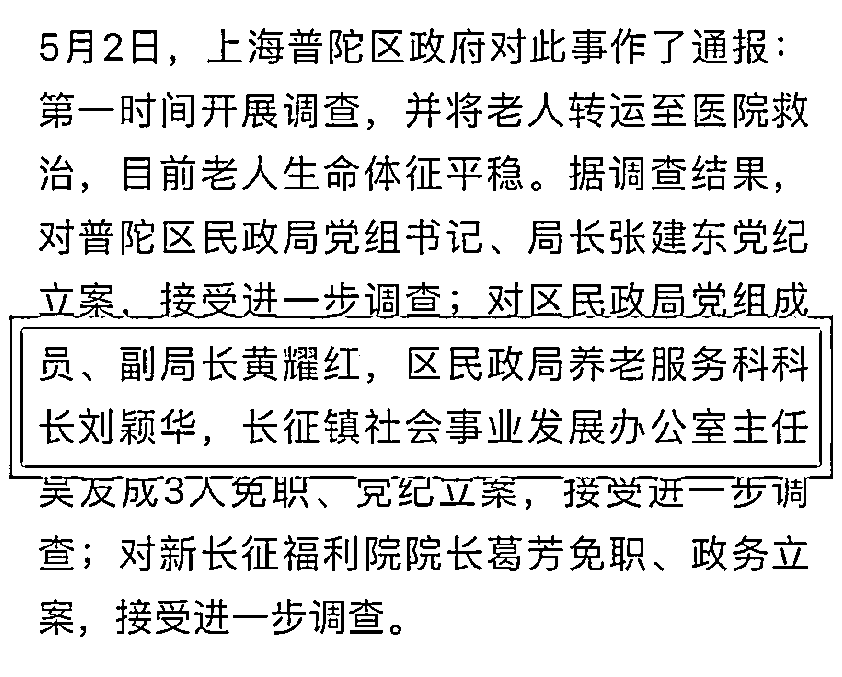 5月2日，上海普陀区政府对此事作了通报：
第一时间开展调查，并将老人转运至医院救
治，目前老人生命体征平稳。据调查结果，
对普陀区民政局党组书记、局长张建东党纪
立案，接受进一步调查；对区民政局党组成
员、副局长黄耀红，区民政局养老服务科科
长刘颖华，长征镇社会事业发展办公室主任
吴友成3人免职、党纪立案，接受进一步调
查；对新长征福利院院长葛芳免职、政务立
案，接受进一步调查。